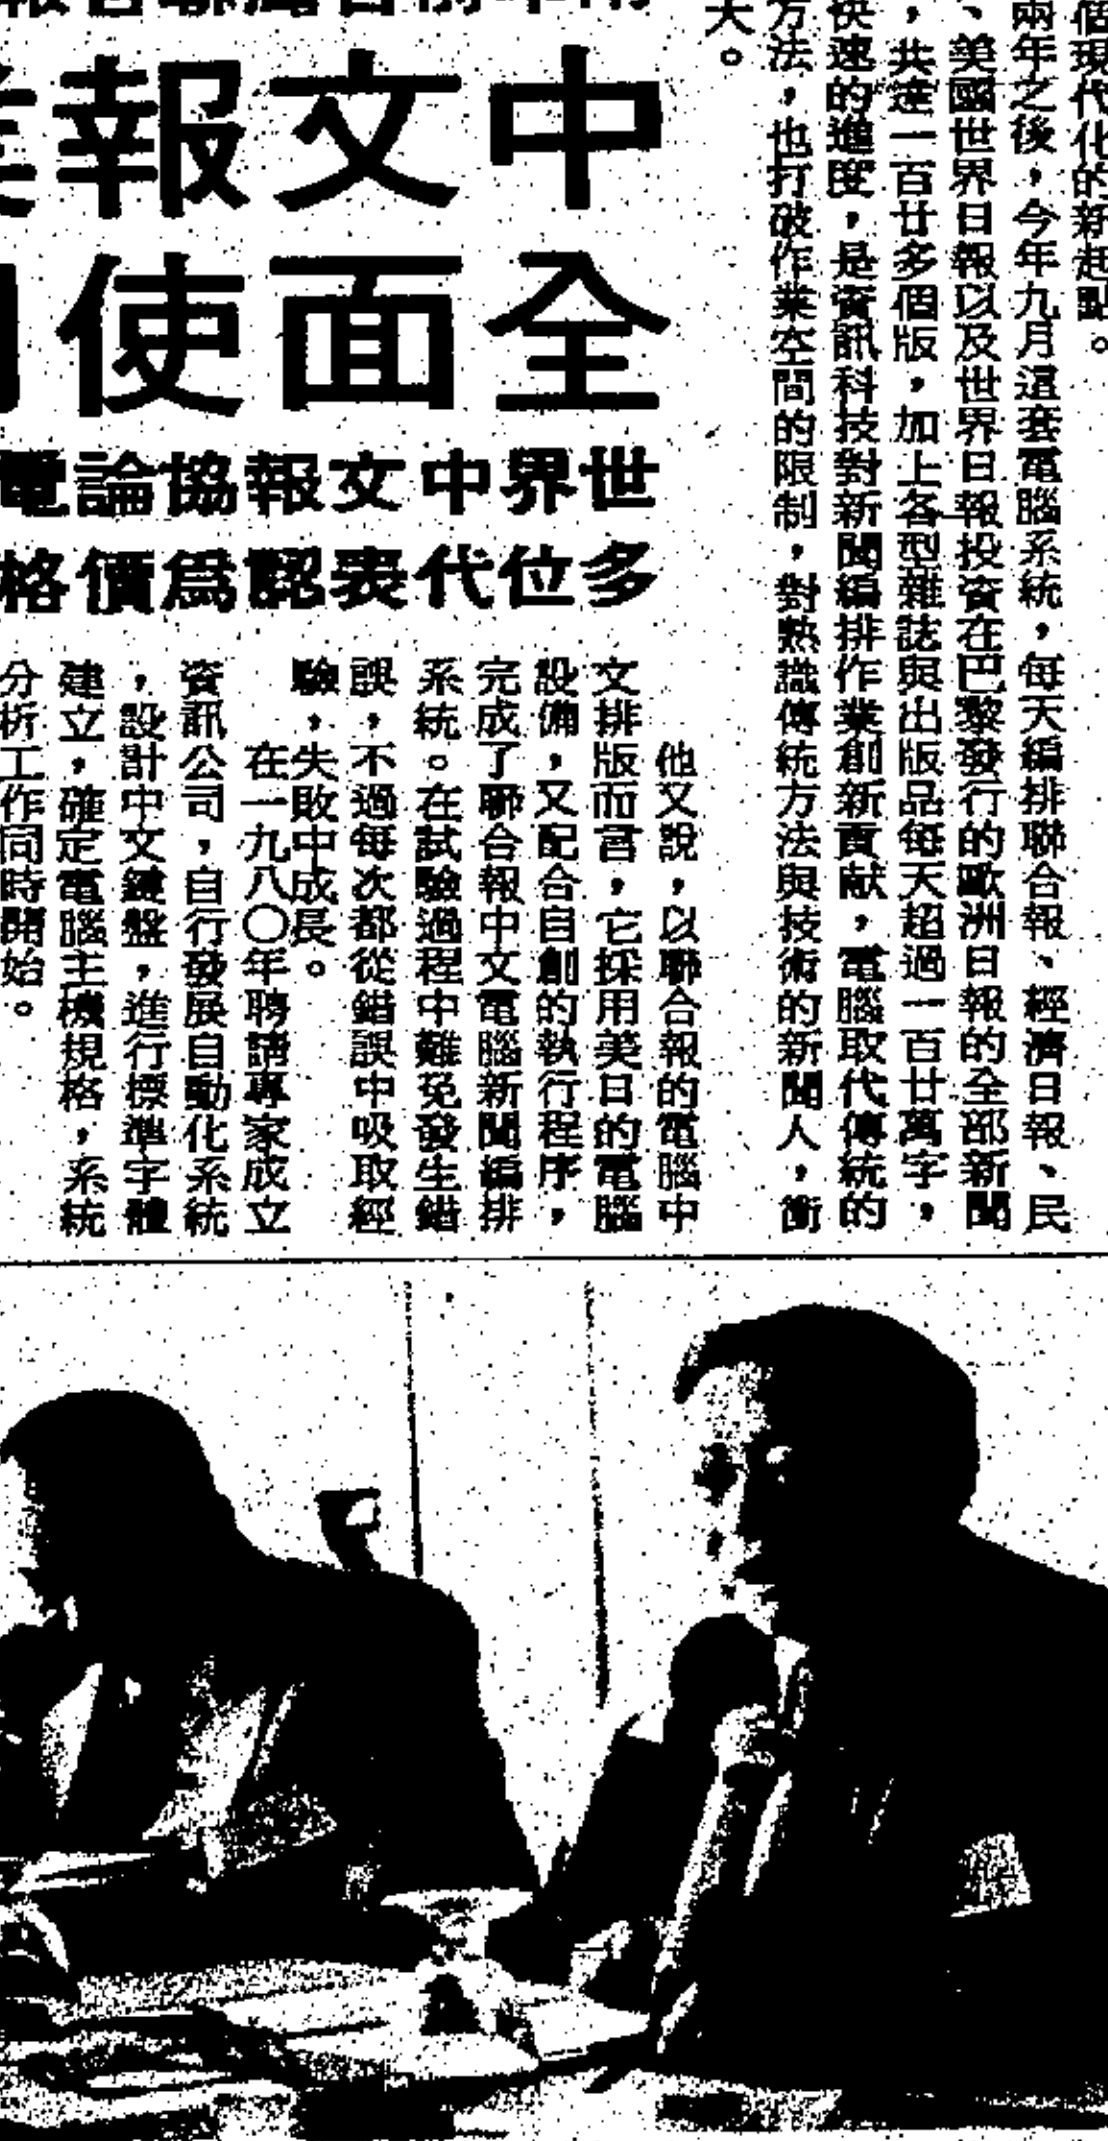 個現代化的新起點。
兩年之後，今年九月這套電腦系統，每天編排聯合報、經濟日報、民
、美國世界日報以及世界日報投資在巴黎發行的歐洲日報的全部新聞
，共達一百廿多個版，加上各型雜誌與出版品每天超過一百廿萬字，
快速的進度，是資訊科技對新聞編排作業創新貢獻，電腦取代傳統的
方法，也打破作業空間的限制，對熟識傳統方法與技術的新聞人，衝
大。
中文報業
全面使
世界中文報協論電
多位代表認爲價格
他又說，以聯合報的電腦中
文排版而言，它採用美日的電腦
設備，又配合自創的執行程序，
完成了聯合報中文電腦新聞編排
系統。在試驗過程中難免發生錯
誤，不過每次都從錯誤中吸取經
驗，失敗中成長。
在一九八〇年聘請專家成立
資訊公司，自行發展自動化系統
，設計中文鍵盤，進行標準字體
建立，確定電腦主機規格，系統
分析工作同時開始。